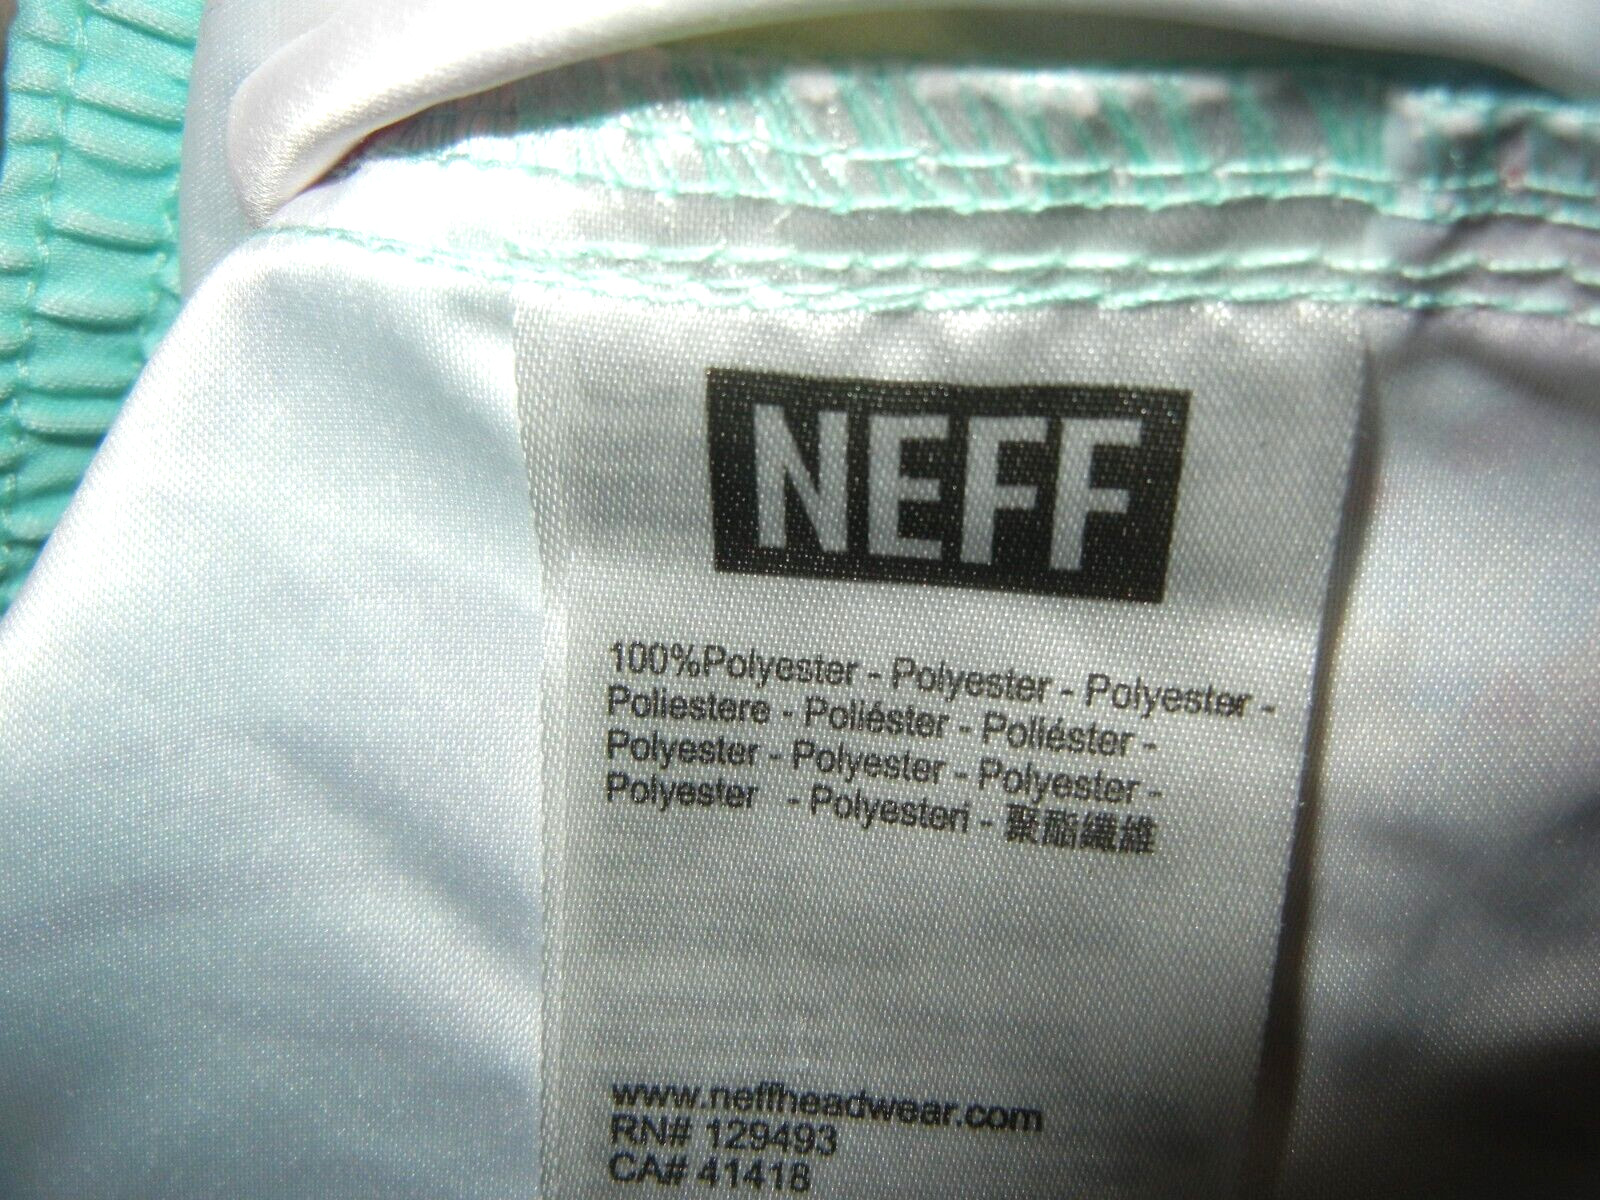 NEFF
100%Polyester - Polyester - Polyester -
Poliestere - Poliéster - Poliéster -
Polyester - Polyester - Polyester -
Polyester - Polyesteri - 聚酯纖維
www.neffheadwear.com
RN# 129493
CA# 41418